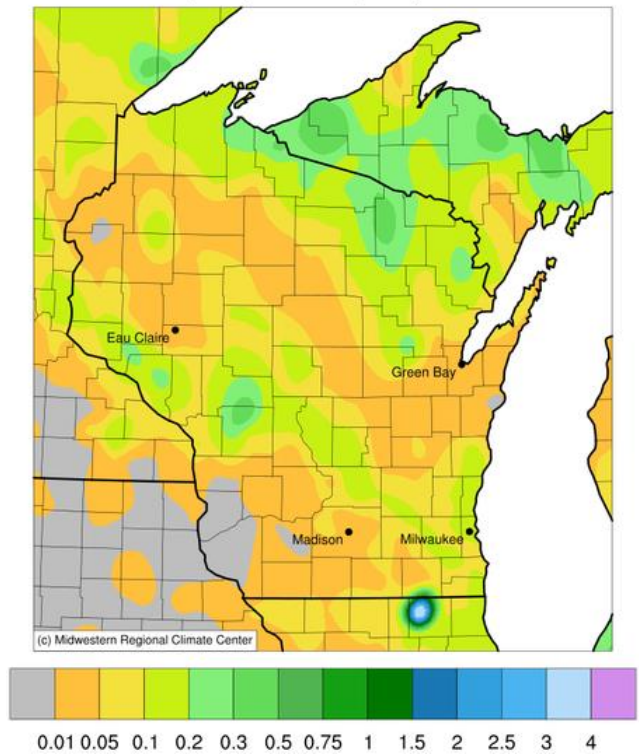 Eau Claire
Green Bay
Madison
Milwaukee
(c) Midwestern Regional Climate Center
0.01 0.05 0.1 0.2 0.3 0.5 0.75 1 1.5 2 2.5 3 4